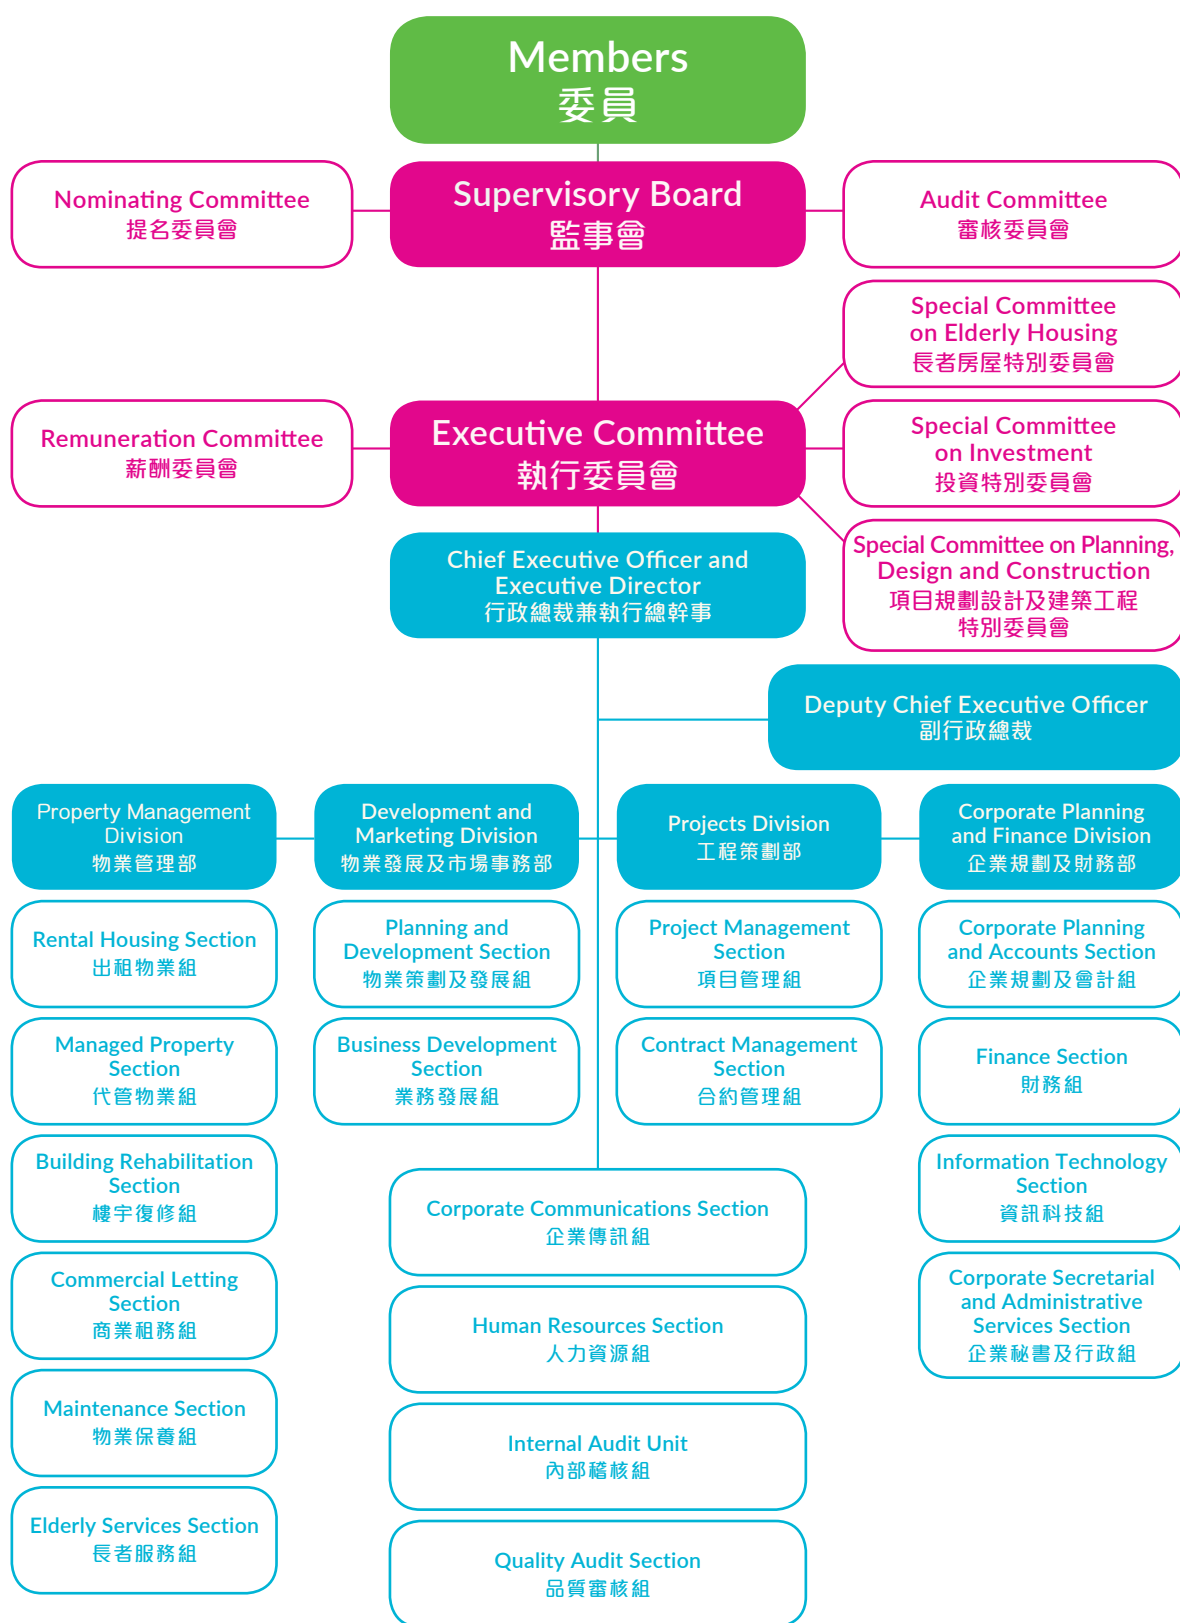 Members
委員
Nominating Committee
提名委員會
Supervisory Board
監事會
Audit Committee
審核委員會
Special Committee
on Elderly Housing
長者房屋特別委員會
Remuneration Committee
薪酬委員會
Executive Committee
執行委員會
Special Committee
on Investment
投資特別委員會
Special Committee on Planning,
Design and Construction
項目規劃設計及建築工程
特別委員會
Chief Executive Officer and
Executive Director
行政總裁兼執行總幹事
Deputy Chief Executive Officer
副行政總裁
Property Management
Division
物業管理部
Development and
Marketing Division
物業發展及市場事務部
Projects Division
工程策劃部
Corporate Planning
and Finance Division
企業規劃及財務部
Rental Housing Section
出租物業組
Planning and
Development Section
物業策劃及發展組
Project Management
Section
項目管理組
Corporate Planning
and Accounts Section
企業規劃及會計組
Managed Property
Section
代管物業組
Business Development
Section
業務發展組
Contract Management
Section
合約管理組
Finance Section
財務組
Building Rehabilitation
Section
樓宇復修組
Corporate Communications Section
企業傳訊組
Information Technology
Section
資訊科技組
Commercial Letting
Section
商業租務組
Human Resources Section
人力資源組
Corporate Secretarial
and Administrative
Services Section
企業秘書及行政組
Maintenance Section
物業保養組
Internal Audit Unit
內部稽核組
Elderly Services Section
長者服務組
Quality Audit Section
品質審核組